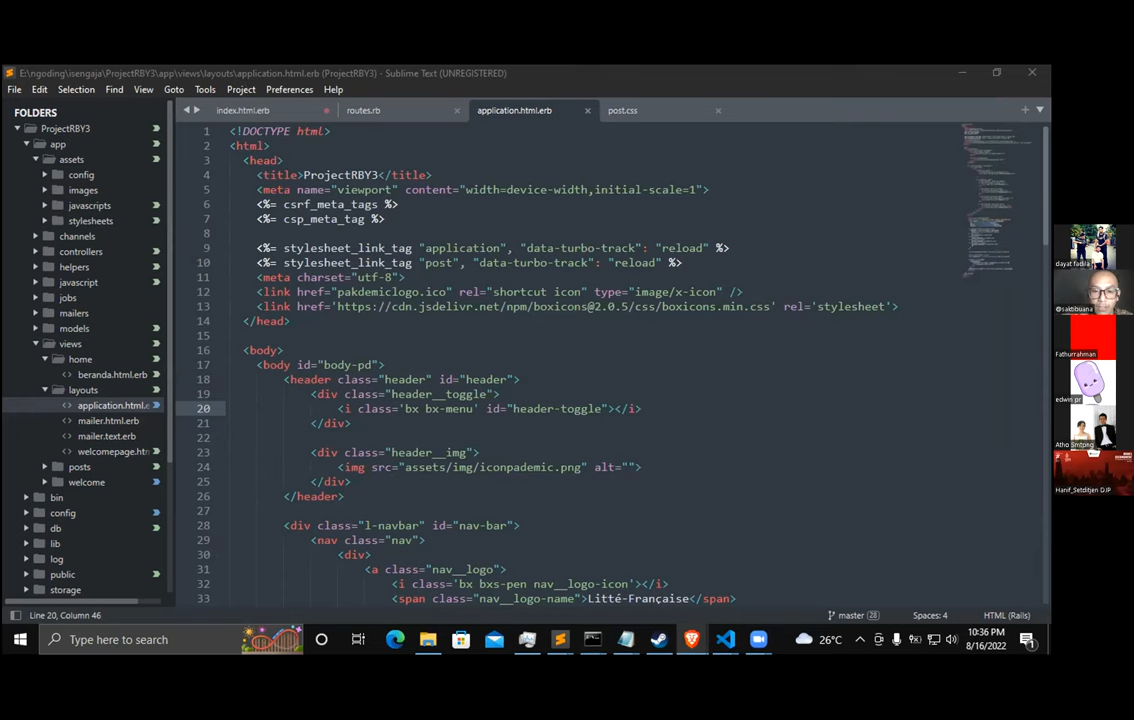 E:\ngoding\isengaja\ProjectRBY3\app\views\layouts\application.html.erb (ProjectRBY3) - Sublime Text (UNREGISTERED)
File Edit Selection Find View Goto Tools Project Preferences Help
FOLDERS
ProjectRBY3
app
assets
config
images
javascripts
stylesheets
channels
controllers
helpers
javascript
jobs
mailers
models
views
home
beranda.html.erb
layouts
application.html.e
mailer.html.erb
mailer.text.erb
welcomepage.htm
posts
welcome
bin
config
db
lib
log
public
storage
index.html.erb routes.rb application.html.erb post.css
1 <!DOCTYPE html>
2 <html>
3 <head>
4 <title>ProjectRBY3</title>
5 <meta name="viewport" content="width=device-width,initial-scale=1">
6 <%= csrf_meta_tags %>
7 <%= csp_meta_tag %>
8
9 <%= stylesheet_link_tag "application", "data-turbo-track": "reload" %>
10 <%= stylesheet_link_tag "post", "data-turbo-track": "reload" %>
11 <meta charset="utf-8">
12 <link href="pakdemiclogo.ico" rel="shortcut icon" type="image/x-icon" />
13 <link href='https://cdn.jsdelivr.net/npm/boxicons@2.0.5/css/boxicons.min.css' rel='stylesheet'>
14 </head>
15
16 <body>
17 <body id="body-pd">
18 <header class="header" id="header">
19 <div class="header__toggle">
20 <i class='bx bx-menu' id="header-toggle"></i>
21 </div>
22
23 <div class="header__img">
24 <img src="assets/img/iconpademic.png" alt="">
25 </div>
26 </header>
27
28 <div class="l-navbar" id="nav-bar">
29 <nav class="nav">
30 <div>
31 <a class="nav__logo">
32 <i class='bx bxs-pen nav__logo-icon'></i>
33 <span class="nav__logo-name">Litté-Française</span>
Line 20, Column 46 master 28 Spaces: 4 HTML (Rails)
Type here to search
26°C
10:36 PM
8/16/2022
1
dayat fadila
@saktibuana
Fathurrahman
edwin pr
Atho Smtong
Hanif_Setditjen DJP